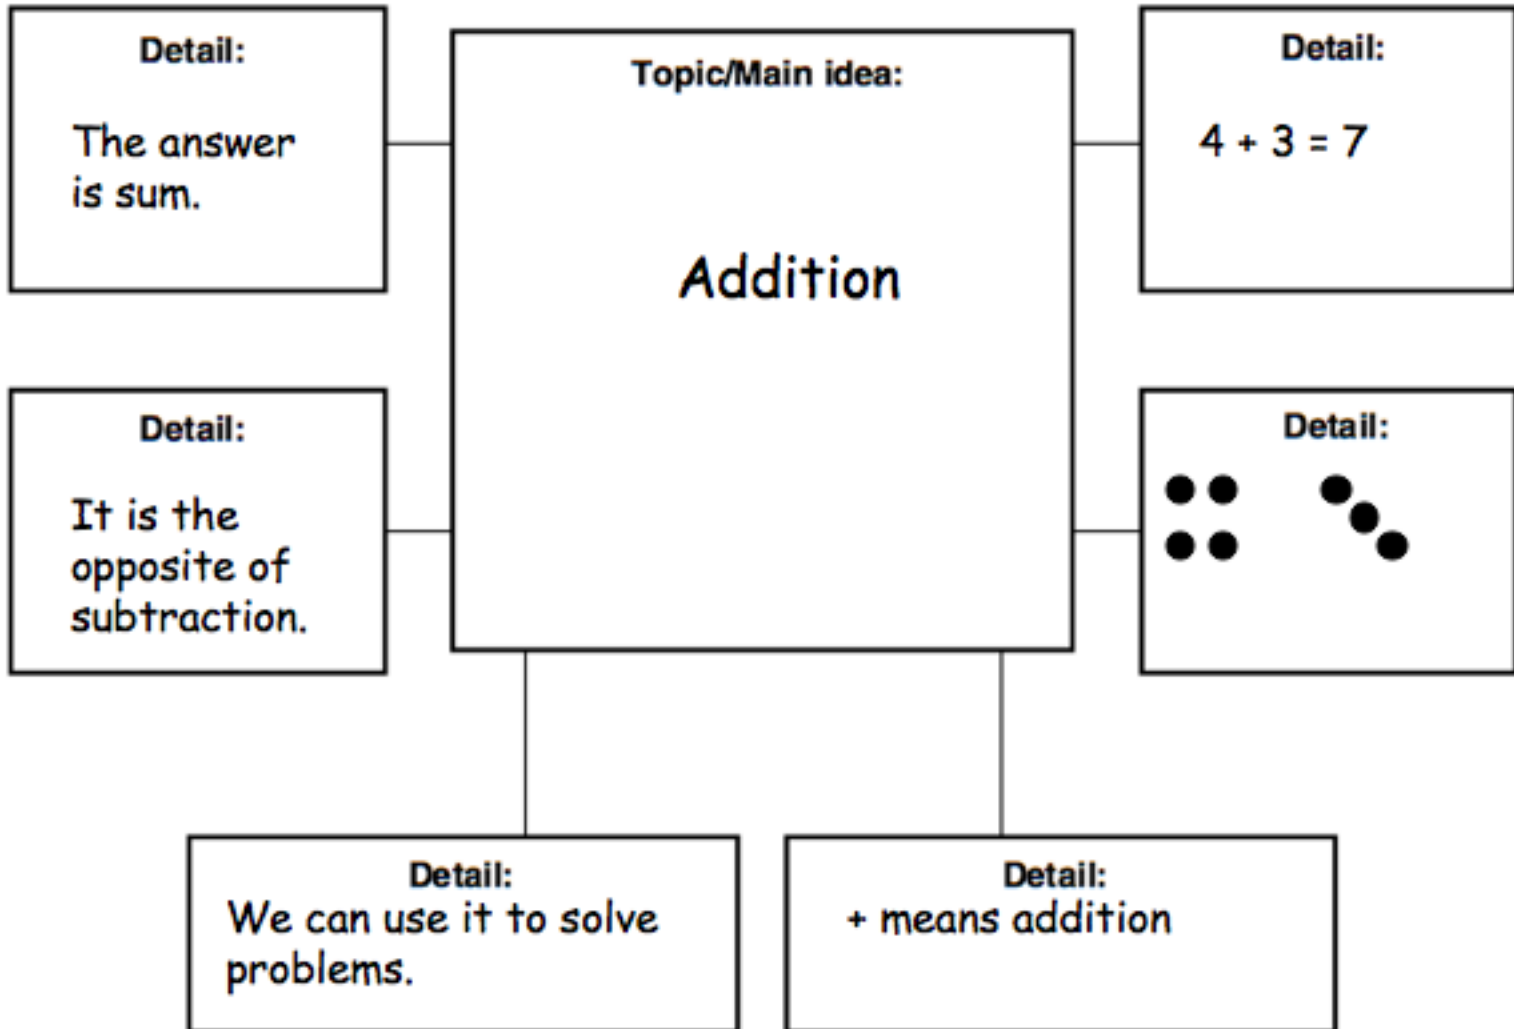 Detail:
The answer
is sum.
Topic/Main idea:
Addition
Detail:
4 + 3 = 7
Detail:
It is the
opposite of
subtraction.
Detail:
Detail:
We can use it to solve
problems.
Detail:
+ means addition